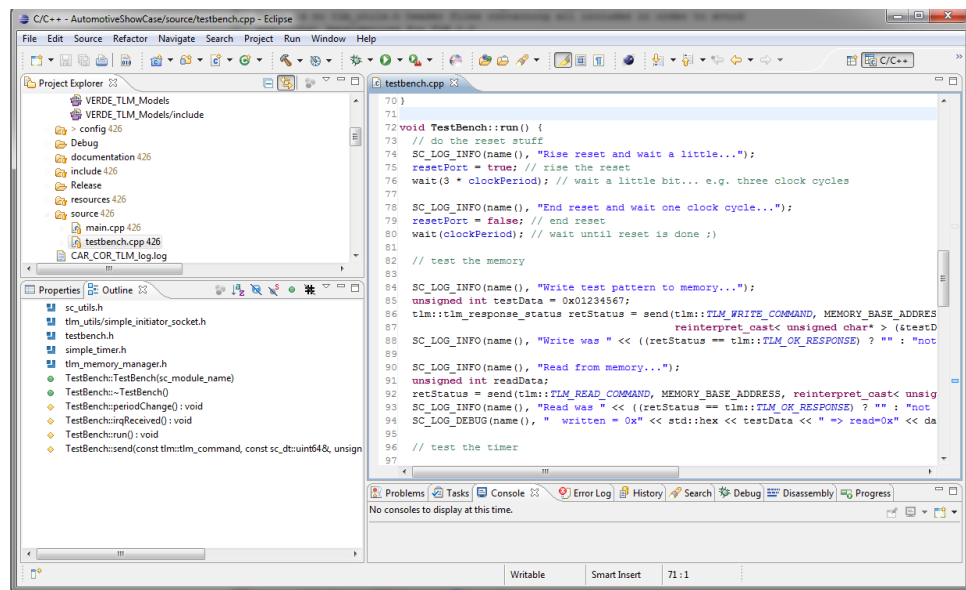 C/C++ - AutomotiveShowCase/source/testbench.cpp - Eclipse
File Edit Source Refactor Navigate Search Project Run Window Help
C/C++
Project Explorer
VERDE_TLM_Models
VERDE_TLM_Models/include
> config 426
Debug
documentation 426
include 426
Release
resources 426
source 426
main.cpp 426
testbench.cpp 426
CAR_COR_TLM_log.log
Properties Outline
sc_utils.h
tlm_utils/simple_initiator_socket.h
testbench.h
simple_timer.h
tlm_memory_manager.h
TestBench::TestBench(sc_module_name)
TestBench::~TestBench()
TestBench::periodChange() : void
TestBench::irqReceived() : void
TestBench::run() : void
TestBench::send(const tlm::tlm_command, const sc_dt::uint64&, unsign
testbench.cpp
70 }
71
72 void TestBench::run() {
73 // do the reset stuff
74 SC_LOG_INFO(name(), "Rise reset and wait a little...");
75 resetPort = true; // rise the reset
76 wait(3 * clockPeriod); // wait a little bit... e.g. three clock cycles
77
78 SC_LOG_INFO(name(), "End reset and wait one clock cycle...");
79 resetPort = false; // end reset
80 wait(clockPeriod); // wait until reset is done ;)
81
82 // test the memory
83
84 SC_LOG_INFO(name(), "Write test pattern to memory...");
85 unsigned int testData = 0x01234567;
86 tlm::tlm_response_status retStatus = send(tlm::TLM_WRITE_COMMAND, MEMORY_BASE_ADDRES
87 reinterpret_cast< unsigned char* > (&testD
88 SC_LOG_INFO(name(), "Write was " << ((retStatus == tlm::TLM_OK_RESPONSE) ? "" : "not
89
90 SC_LOG_INFO(name(), "Read from memory...");
91 unsigned int readData;
92 retStatus = send(tlm::TLM_READ_COMMAND, MEMORY_BASE_ADDRESS, reinterpret_cast< unsig
93 SC_LOG_INFO(name(), "Read was " << ((retStatus == tlm::TLM_OK_RESPONSE) ? "" : "not
94 SC_LOG_DEBUG(name(), " written = 0x" << std::hex << testData << " => read=0x" << da
95
96 // test the timer
97
Problems Tasks Console Error Log History Search Debug Disassembly Progress
No consoles to display at this time.
Writable Smart Insert 71 : 1